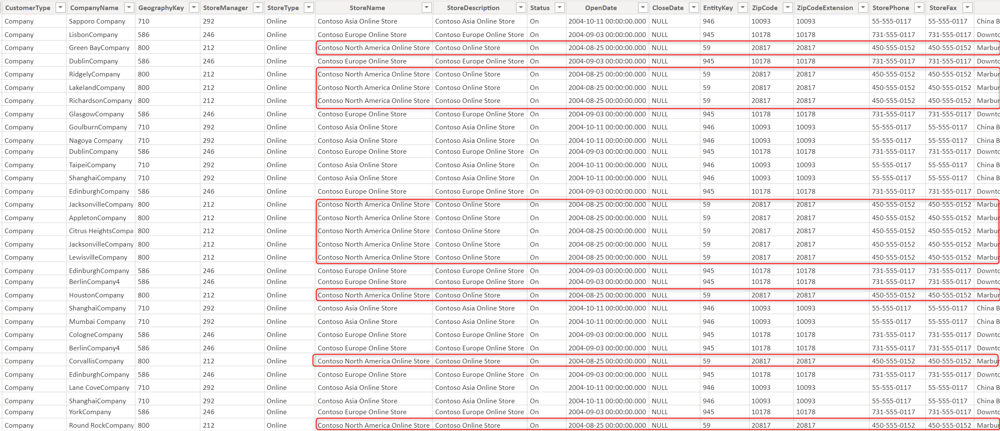 CustomerType CompanyName GeographyKey StoreManager StoreType StoreName StoreDescription Status OpenDate CloseDate EntityKey ZipCode ZipCodeExtension StorePhone StoreFax
Company Sapporo Company 710 292 Online Contoso Asia Online Store Contoso Asia Online Store On 2004-10-11 00:00:00.000 NULL 946 10093 10093 55-555-0117 55-555-0117 China B
Company LisbonCompany 586 246 Online Contoso Europe Online Store Contoso Europe Online Store On 2004-09-03 00:00:00.000 NULL 945 10178 10178 731-555-0117 731-555-0117 Downto
Company Green BayCompany 800 212 Online Contoso North America Online Store Contoso Online Store On 2004-08-25 00:00:00.000 NULL 59 20817 20817 450-555-0152 450-555-0152 Marbur
Company DublinCompany 586 246 Online Contoso Europe Online Store Contoso Europe Online Store On 2004-09-03 00:00:00.000 NULL 945 10178 10178 731-555-0117 731-555-0117 Downto
Company RidgelyCompany 800 212 Online Contoso North America Online Store Contoso Online Store On 2004-08-25 00:00:00.000 NULL 59 20817 20817 450-555-0152 450-555-0152 Marbur
Company LakelandCompany 800 212 Online Contoso North America Online Store Contoso Online Store On 2004-08-25 00:00:00.000 NULL 59 20817 20817 450-555-0152 450-555-0152 Marbur
Company RichardsonCompany 800 212 Online Contoso North America Online Store Contoso Online Store On 2004-08-25 00:00:00.000 NULL 59 20817 20817 450-555-0152 450-555-0152 Marbur
Company GlasgowCompany 586 246 Online Contoso Europe Online Store Contoso Europe Online Store On 2004-09-03 00:00:00.000 NULL 945 10178 10178 731-555-0117 731-555-0117 Downto
Company GoulburnCompany 710 292 Online Contoso Asia Online Store Contoso Asia Online Store On 2004-10-11 00:00:00.000 NULL 946 10093 10093 55-555-0117 55-555-0117 China B
Company Nagoya Company 710 292 Online Contoso Asia Online Store Contoso Asia Online Store On 2004-10-11 00:00:00.000 NULL 946 10093 10093 55-555-0117 55-555-0117 China B
Company DublinCompany 586 246 Online Contoso Europe Online Store Contoso Europe Online Store On 2004-09-03 00:00:00.000 NULL 945 10178 10178 731-555-0117 731-555-0117 Downto
Company TaipeiCompany 710 292 Online Contoso Asia Online Store Contoso Asia Online Store On 2004-10-11 00:00:00.000 NULL 946 10093 10093 55-555-0117 55-555-0117 China B
Company ShanghaiCompany 710 292 Online Contoso Asia Online Store Contoso Asia Online Store On 2004-10-11 00:00:00.000 NULL 946 10093 10093 55-555-0117 55-555-0117 China B
Company EdinburghCompany 586 246 Online Contoso Europe Online Store Contoso Europe Online Store On 2004-09-03 00:00:00.000 NULL 945 10178 10178 731-555-0117 731-555-0117 Downto
Company JacksonvilleCompany 800 212 Online Contoso North America Online Store Contoso Online Store On 2004-08-25 00:00:00.000 NULL 59 20817 20817 450-555-0152 450-555-0152 Marbur
Company AppletonCompany 800 212 Online Contoso North America Online Store Contoso Online Store On 2004-08-25 00:00:00.000 NULL 59 20817 20817 450-555-0152 450-555-0152 Marbur
Company Citrus HeightsCompa 800 212 Online Contoso North America Online Store Contoso Online Store On 2004-08-25 00:00:00.000 NULL 59 20817 20817 450-555-0152 450-555-0152 Marbur
Company JacksonvilleCompany 800 212 Online Contoso North America Online Store Contoso Online Store On 2004-08-25 00:00:00.000 NULL 59 20817 20817 450-555-0152 450-555-0152 Marbur
Company LewisvilleCompany 800 212 Online Contoso North America Online Store Contoso Online Store On 2004-08-25 00:00:00.000 NULL 59 20817 20817 450-555-0152 450-555-0152 Marbur
Company EdinburghCompany 586 246 Online Contoso Europe Online Store Contoso Europe Online Store On 2004-09-03 00:00:00.000 NULL 945 10178 10178 731-555-0117 731-555-0117 Downto
Company BerlinCompany4 586 246 Online Contoso Europe Online Store Contoso Europe Online Store On 2004-09-03 00:00:00.000 NULL 945 10178 10178 731-555-0117 731-555-0117 Downto
Company HoustonCompany 800 212 Online Contoso North America Online Store Contoso Online Store On 2004-08-25 00:00:00.000 NULL 59 20817 20817 450-555-0152 450-555-0152 Marbur
Company ShanghaiCompany 710 292 Online Contoso Asia Online Store Contoso Asia Online Store On 2004-10-11 00:00:00.000 NULL 946 10093 10093 55-555-0117 55-555-0117 China B
Company Mumbai Company 710 292 Online Contoso Asia Online Store Contoso Asia Online Store On 2004-10-11 00:00:00.000 NULL 946 10093 10093 55-555-0117 55-555-0117 China B
Company CologneCompany 586 246 Online Contoso Europe Online Store Contoso Europe Online Store On 2004-09-03 00:00:00.000 NULL 945 10178 10178 731-555-0117 731-555-0117 Downto
Company BerlinCompany4 586 246 Online Contoso Europe Online Store Contoso Europe Online Store On 2004-09-03 00:00:00.000 NULL 945 10178 10178 731-555-0117 731-555-0117 Downto
Company CorvallisCompany 800 212 Online Contoso North America Online Store Contoso Online Store On 2004-08-25 00:00:00.000 NULL 59 20817 20817 450-555-0152 450-555-0152 Marbur
Company EdinburghCompany 586 246 Online Contoso Europe Online Store Contoso Europe Online Store On 2004-09-03 00:00:00.000 NULL 945 10178 10178 731-555-0117 731-555-0117 Downto
Company Lane CoveCompany 710 292 Online Contoso Asia Online Store Contoso Asia Online Store On 2004-10-11 00:00:00.000 NULL 946 10093 10093 55-555-0117 55-555-0117 China B
Company ShanghaiCompany 710 292 Online Contoso Asia Online Store Contoso Asia Online Store On 2004-10-11 00:00:00.000 NULL 946 10093 10093 55-555-0117 55-555-0117 China B
Company YorkCompany 586 246 Online Contoso Europe Online Store Contoso Europe Online Store On 2004-09-03 00:00:00.000 NULL 945 10178 10178 731-555-0117 731-555-0117 Downto
Company Round RockCompany 800 212 Online Contoso North America Online Store Contoso Online Store On 2004-08-25 00:00:00.000 NULL 59 20817 20817 450-555-0152 450-555-0152 Marbur